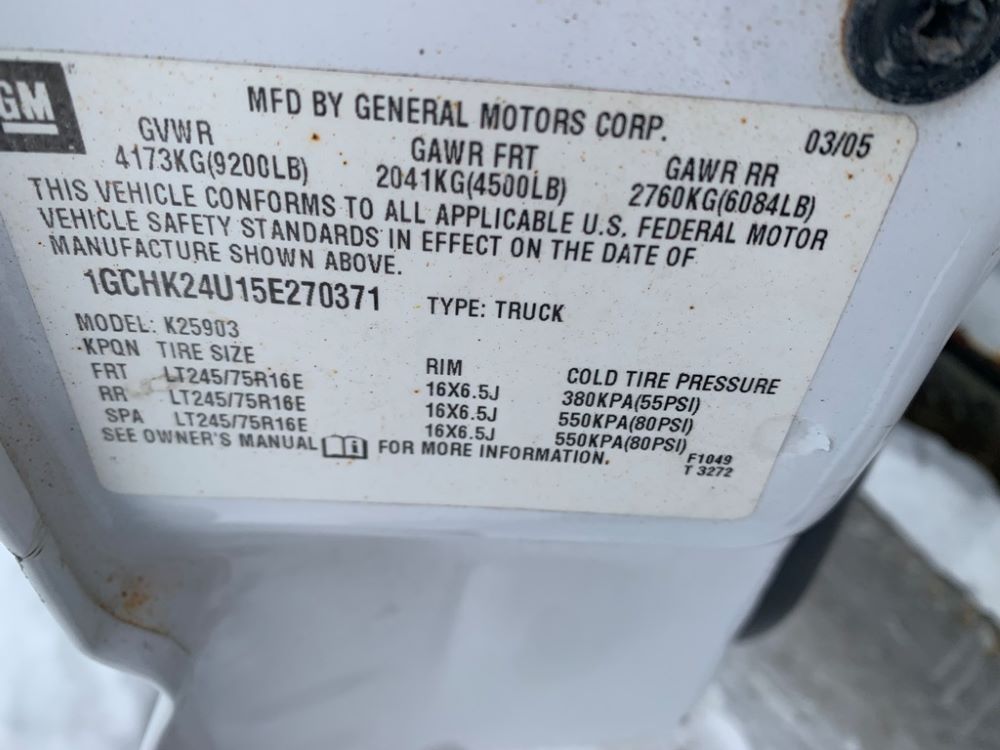 GM
MFD BY GENERAL MOTORS CORP. 03/05
GVWR GAWR FRT GAWR RR
4173KG(9200LB) 2041KG(4500LB) 2760KG(6084LB)
THIS VEHICLE CONFORMS TO ALL APPLICABLE U.S. FEDERAL MOTOR
VEHICLE SAFETY STANDARDS IN EFFECT ON THE DATE OF
MANUFACTURE SHOWN ABOVE.
1GCHK24U15E270371 TYPE: TRUCK
MODEL: K25903
KPQN TIRE SIZE RIM COLD TIRE PRESSURE
FRT LT245/75R16E 16X6.5J 380KPA(55PSI)
RR LT245/75R16E 16X6.5J 550KPA(80PSI)
SPA LT245/75R16E 16X6.5J 550KPA(80PSI)
SEE OWNER'S MANUAL FOR MORE INFORMATION.
F1049
T 3272